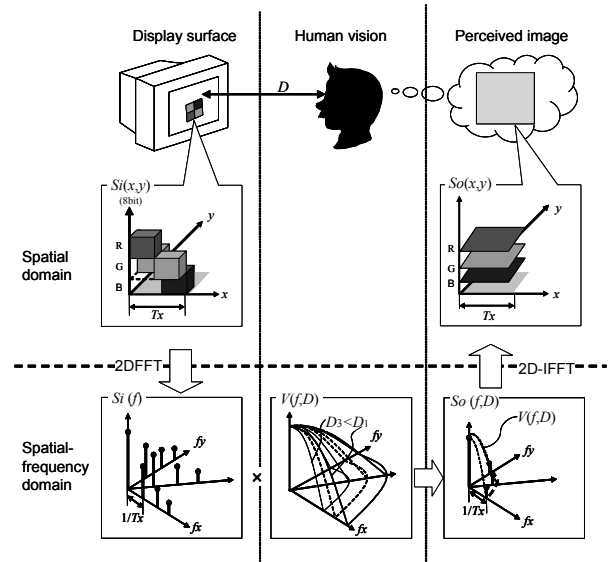 Display surface
Human vision
Perceived image
D
Si(x,y)
(8bit)
y
R
G
B
x
Tx
So(x,y)
y
R
G
B
x
Tx
Spatial
domain
2DFFT
2D-IFFT
Si (f)
fy
1/Tx
fx
×
V(f,D)
D3<D1
fy
fx
So (f,D)
V(f,D)
fy
1/Tx
fx
Spatial-
frequency
domain